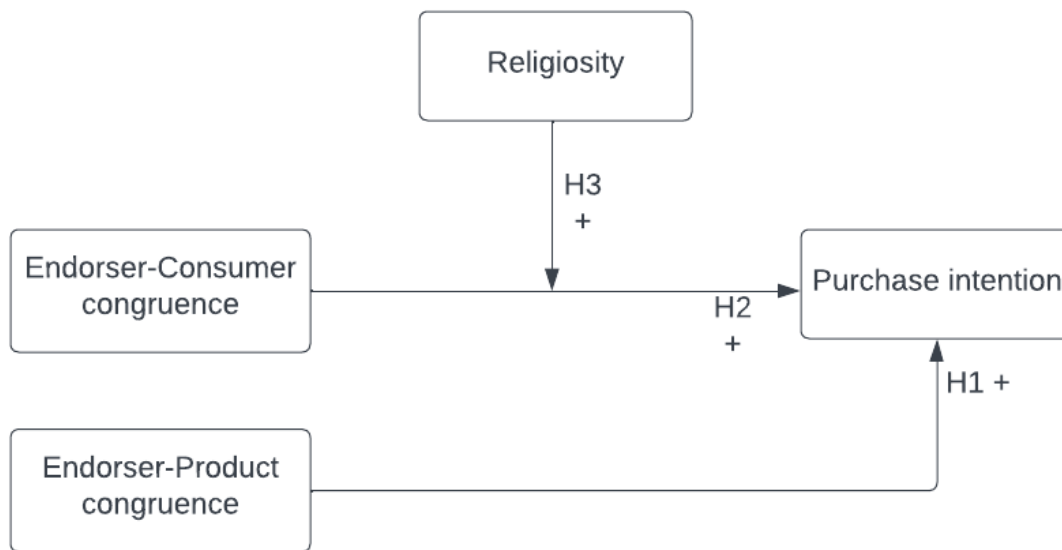 Religiosity
H3
+
Endorser-Consumer
congruence
Purchase intention
H2
+
H1 +
Endorser-Product
congruence